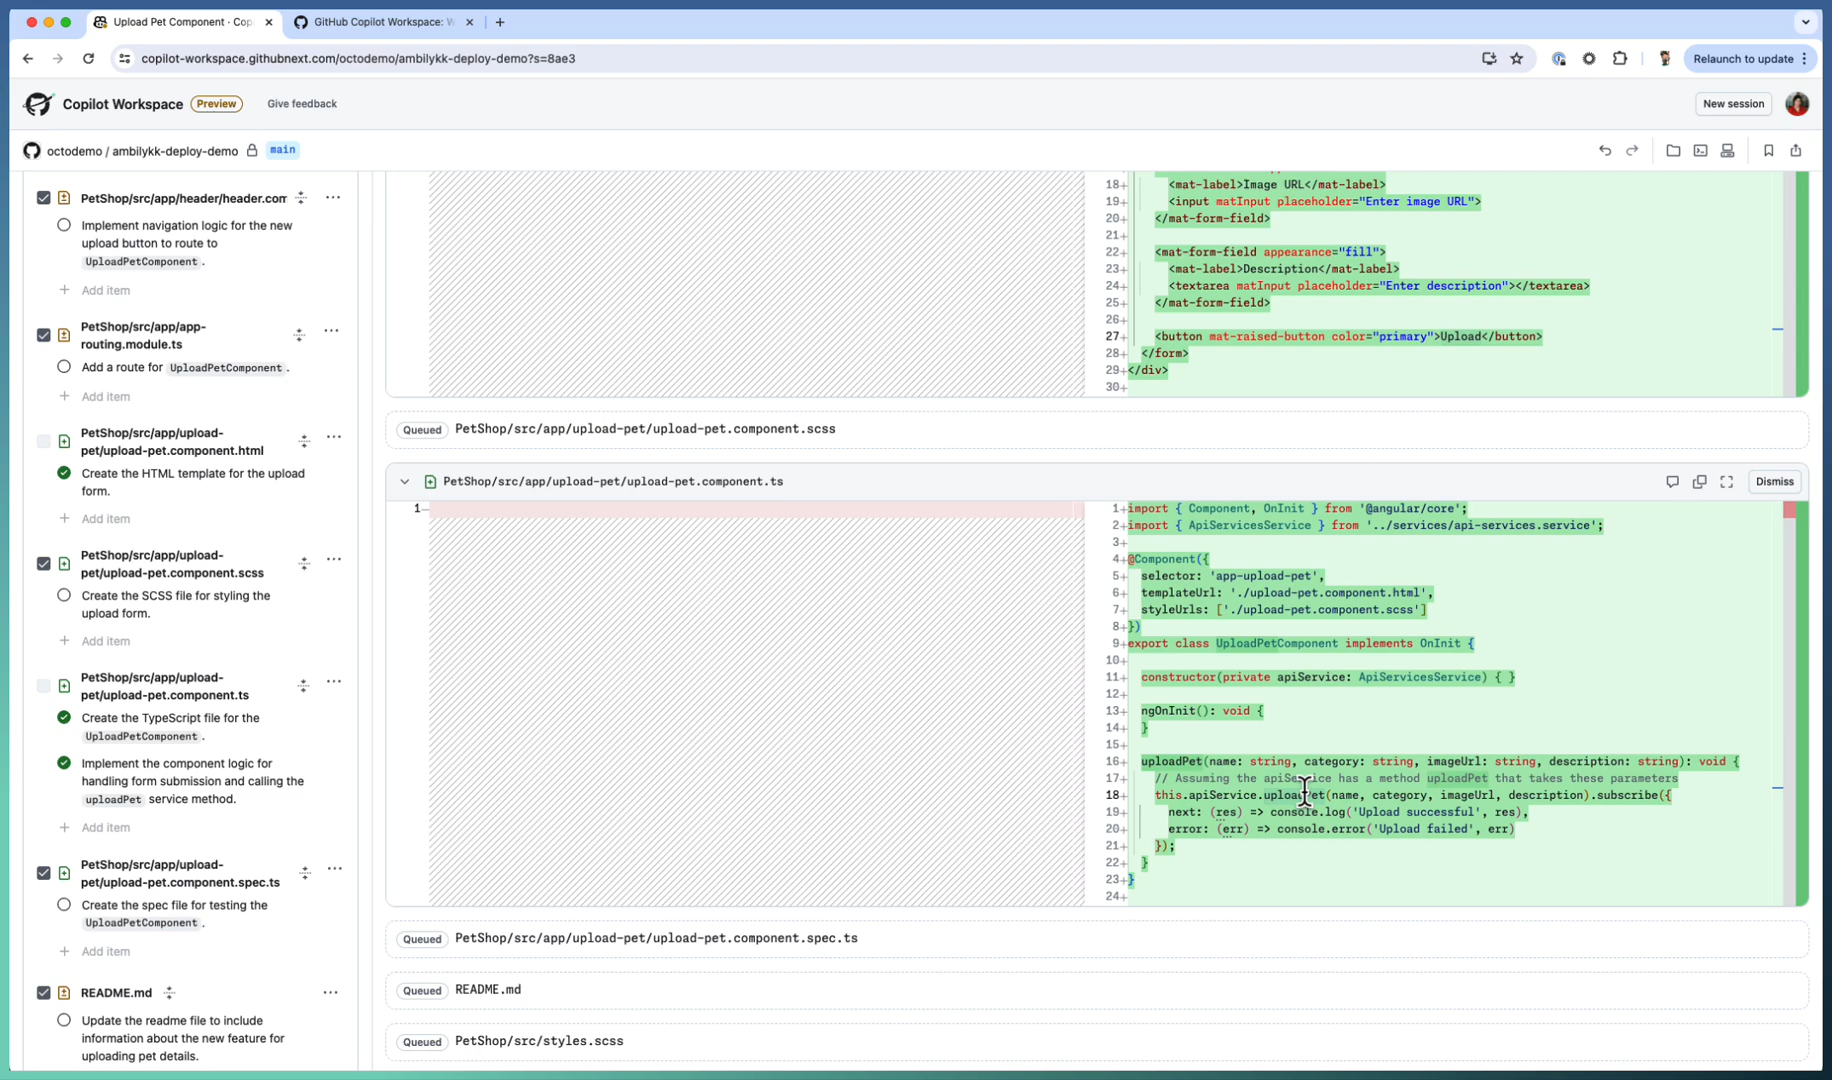 Upload Pet Component · Cop
GitHub Copilot Workspace: W
copilot-workspace.githubnext.com/octodemo/ambilykk-deploy-demo?s=8ae3
Relaunch to update
Copilot Workspace
Preview
Give feedback
New session
octodemo / ambilykk-deploy-demo
main
PetShop/src/app/header/header.com
Implement navigation logic for the new
upload button to route to
UploadPetComponent.
Add item
PetShop/src/app/app-
routing.module.ts
Add a route for UploadPetComponent.
Add item
PetShop/src/app/upload-
pet/upload-pet.component.html
Create the HTML template for the upload
form.
Add item
PetShop/src/app/upload-
pet/upload-pet.component.scss
Create the SCSS file for styling the
upload form.
Add item
PetShop/src/app/upload-
pet/upload-pet.component.ts
Create the TypeScript file for the
UploadPetComponent.
Implement the component logic for
handling form submission and calling the
uploadPet service method.
Add item
PetShop/src/app/upload-
pet/upload-pet.component.spec.ts
Create the spec file for testing the
UploadPetComponent.
Add item
README.md
Update the readme file to include
information about the new feature for
uploading pet details.
18+ <mat-label>Image URL</mat-label>
19+ <input matInput placeholder="Enter image URL">
20+ </mat-form-field>
21+
22+ <mat-form-field appearance="fill">
23+ <mat-label>Description</mat-label>
24+ <textarea matInput placeholder="Enter description"></textarea>
25+ </mat-form-field>
26+
27+ <button mat-raised-button color="primary">Upload</button>
28+ </form>
29+ </div>
30+
Queued PetShop/src/app/upload-pet/upload-pet.component.scss
PetShop/src/app/upload-pet/upload-pet.component.ts
Dismiss
1-
1+ import { Component, OnInit } from '@angular/core';
2+ import { ApiServicesService } from '../services/api-services.service';
3+
4+ @Component({
5+ selector: 'app-upload-pet',
6+ templateUrl: './upload-pet.component.html',
7+ styleUrls: ['./upload-pet.component.scss']
8+ })
9+ export class UploadPetComponent implements OnInit {
10+
11+ constructor(private apiService: ApiServicesService) { }
12+
13+ ngOnInit(): void {
14+ }
15+
16+ uploadPet(name: string, category: string, imageUrl: string, description: string): void {
17+ // Assuming the apiService has a method uploadPet that takes these parameters
18+ this.apiService.uploadPet(name, category, imageUrl, description).subscribe({
19+ next: (res) => console.log('Upload successful', res),
20+ error: (err) => console.error('Upload failed', err)
21+ });
22+ }
23+ }
24+
Queued PetShop/src/app/upload-pet/upload-pet.component.spec.ts
Queued README.md
Queued PetShop/src/styles.scss